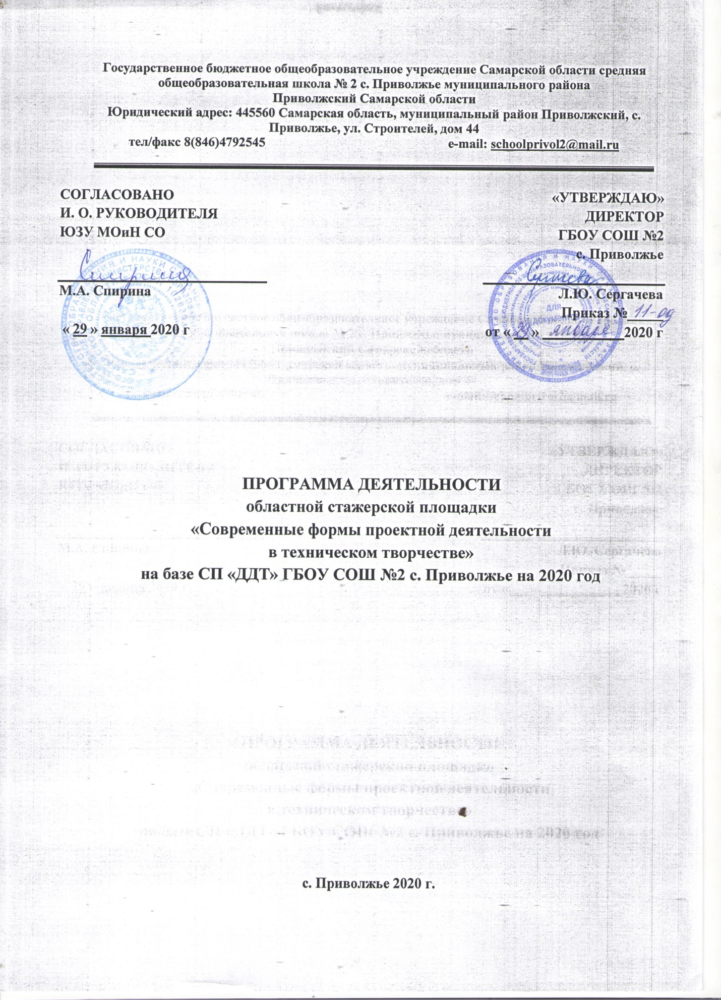 Государственное бюджетное общеобразовательное учреждение Самарской области средняя
общеобразовательная школа № 2 с. Приволжье муниципального района
Приволжский Самарской области
Юридический адрес: 445560 Самарская область, муниципальный район Приволжский, с.
Приволжье, ул. Строителей, дом 44
тел/факс 8(846)4792545 e-mail: schoolprivol2@mail.ru
СОГЛАСОВАНО
И. О. РУКОВОДИТЕЛЯ
ЮЗУ МОиН СО
М.А. Спирина
« 29 » января 2020 г
«УТВЕРЖДАЮ»
ДИРЕКТОР
ГБОУ СОШ №2
с. Приволжье
Л.Ю. Сергачева
Приказ № 11-од
от « 29 » января 2020 г
ДЛЯ
ДОКУМЕНТОВ
ПРОГРАММА ДЕЯТЕЛЬНОСТИ
областной стажерской площадки
«Современные формы проектной деятельности
в техническом творчестве»
на базе СП «ДДТ» ГБОУ СОШ №2 с. Приволжье на 2020 год
с. Приволжье 2020 г.